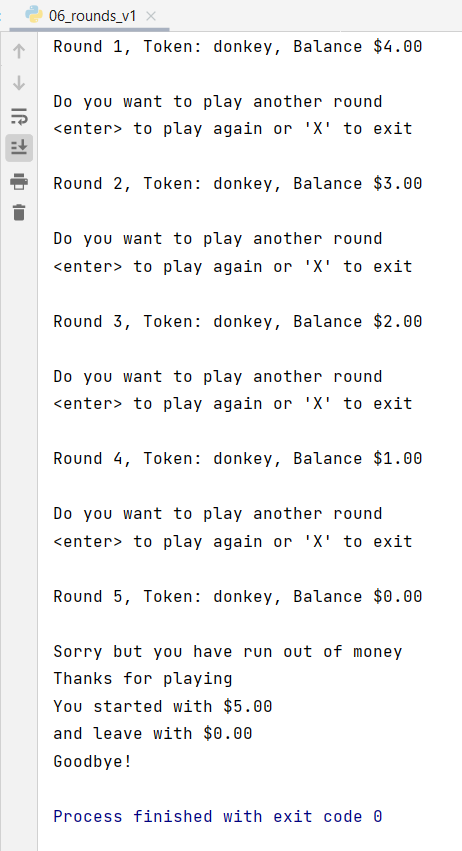 06_rounds_v1
Round 1, Token: donkey, Balance $4.00
Do you want to play another round
<enter> to play again or 'X' to exit
Round 2, Token: donkey, Balance $3.00
Do you want to play another round
<enter> to play again or 'X' to exit
Round 3, Token: donkey, Balance $2.00
Do you want to play another round
<enter> to play again or 'X' to exit
Round 4, Token: donkey, Balance $1.00
Do you want to play another round
<enter> to play again or 'X' to exit
Round 5, Token: donkey, Balance $0.00
Sorry but you have run out of money
Thanks for playing
You started with $5.00
and leave with $0.00
Goodbye!
Process finished with exit code 0